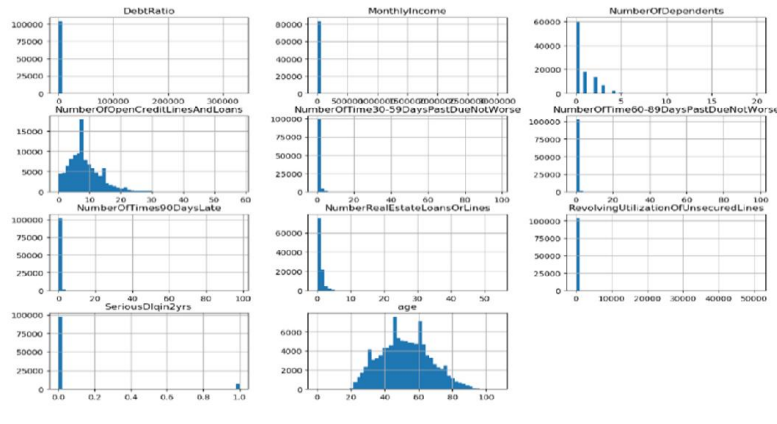 DebtRatio
MonthlyIncome
NumberOfDependents
100000
75000
50000
25000
0
0 100000 200000 300000
80000
60000
40000
20000
0
0
60000
40000
20000
0
0 5 10 15 20
NumberOfOpenCreditLinesAndLoans
NumberOfTime30-59DaysPastDueNotWorse
NumberOfTime60-89DaysPastDueNotWorse
15000
10000
5000
0
0 10 20 30 40 50 60
100000
75000
50000
25000
0
0 20 40 60 80 100
100000
75000
50000
25000
0
0 20 40 60 80 100
NumberOfTimes90DaysLate
NumberRealEstateLoansOrLines
RevolvingUtilizationOfUnsecuredLines
100000
75000
50000
25000
0
0 20 40 60 80 100
60000
40000
20000
0
0 10 20 30 40 50
100000
75000
50000
25000
0
0 10000 20000 30000 40000 50000
SeriousDlqin2yrs
age
100000
75000
50000
25000
0
0.0 0.2 0.4 0.6 0.8 1.0
6000
4000
2000
0
0 20 40 60 80 100